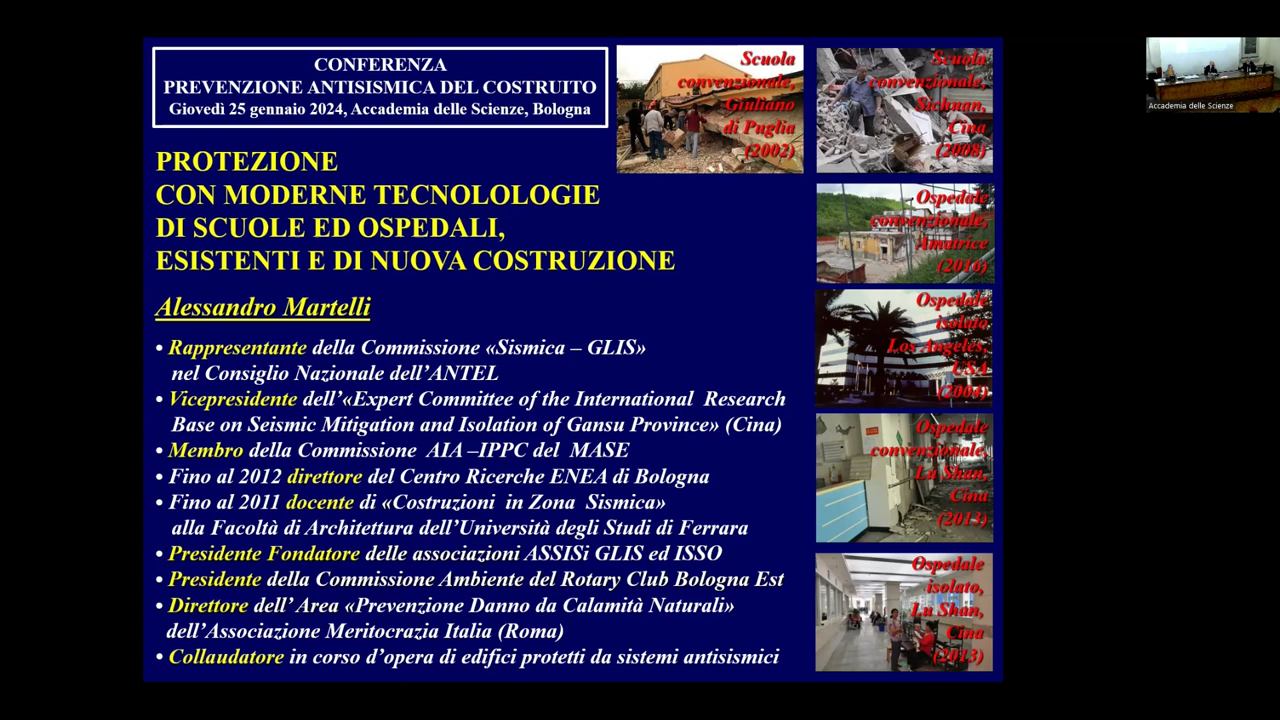 CONFERENZA
PREVENZIONE ANTISISMICA DEL COSTRUITO
Giovedì 25 gennaio 2024, Accademia delle Scienze, Bologna
PROTEZIONE
CON MODERNE TECNOLOLOGIE
DI SCUOLE ED OSPEDALI,
ESISTENTI E DI NUOVA COSTRUZIONE
Alessandro Martelli
• Rappresentante della Commissione «Sismica – GLIS»
nel Consiglio Nazionale dell'ANTEL
• Vicepresidente dell'«Expert Committee of the International Research
Base on Seismic Mitigation and Isolation of Gansu Province» (Cina)
• Membro della Commissione AIA –IPPC del MASE
• Fino al 2012 direttore del Centro Ricerche ENEA di Bologna
• Fino al 2011 docente di «Costruzioni in Zona Sismica»
alla Facoltà di Architettura dell'Università degli Studi di Ferrara
• Presidente Fondatore delle associazioni ASSISi GLIS ed ISSO
• Presidente della Commissione Ambiente del Rotary Club Bologna Est
• Direttore dell'Area «Prevenzione Danno da Calamità Naturali»
dell'Associazione Meritocrazia Italia (Roma)
• Collaudatore in corso d'opera di edifici protetti da sistemi antisismici
Scuola
convenzionale,
Giuliano
di Puglia
(2002)
Scuola
convenzionale,
Sichuan,
Cina
(2008)
Ospedale
convenzionale,
Amatrice
(2016)
Ospedale
isolato
Los Angeles,
USA
(2004)
Ospedale
convenzionale,
Lu Shan,
Cina
(2013)
Ospedale
isolato,
Lu Shan,
Cina
(2013)
Accademia delle Scienze